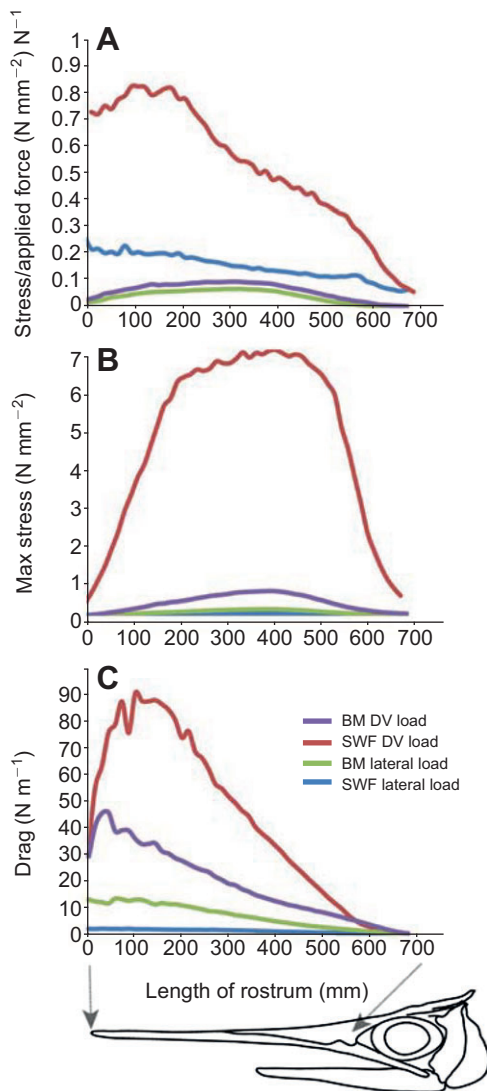 A
Stress/applied force (N mm−2) N−1
1
0.9
0.8
0.7
0.6
0.5
0.4
0.3
0.2
0.1
0
0 100 200 300 400 500 600 700
B
Max stress (N mm−2)
7
6
5
4
3
2
1
0
0 100 200 300 400 500 600 700
C
Drag (N m−1)
90
80
70
60
50
40
30
20
10
0
BM DV load
SWF DV load
BM lateral load
SWF lateral load
0 100 200 300 400 500 600 700
Length of rostrum (mm)